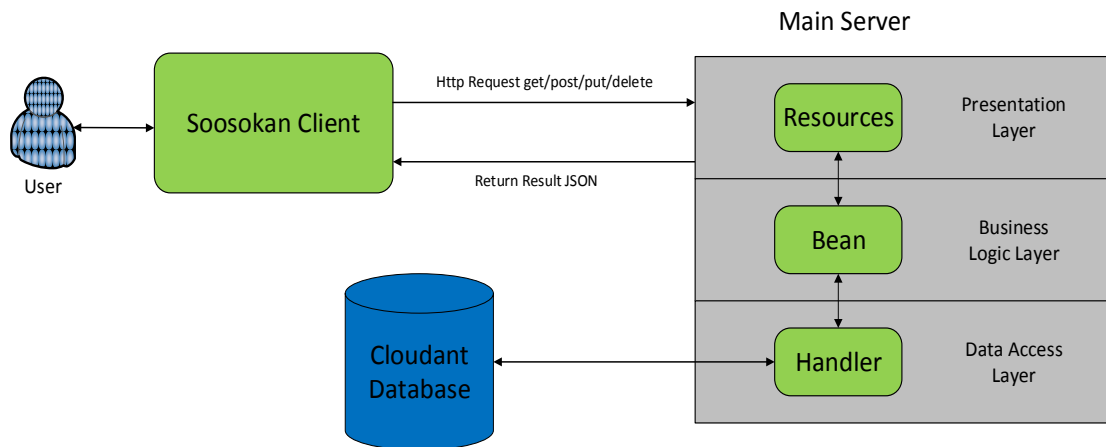 Main Server
Soosokan Client
User
Http Request get/post/put/delete
Return Result JSON
Resources
Presentation
Layer
Bean
Business
Logic Layer
Cloudant
Database
Handler
Data Access
Layer